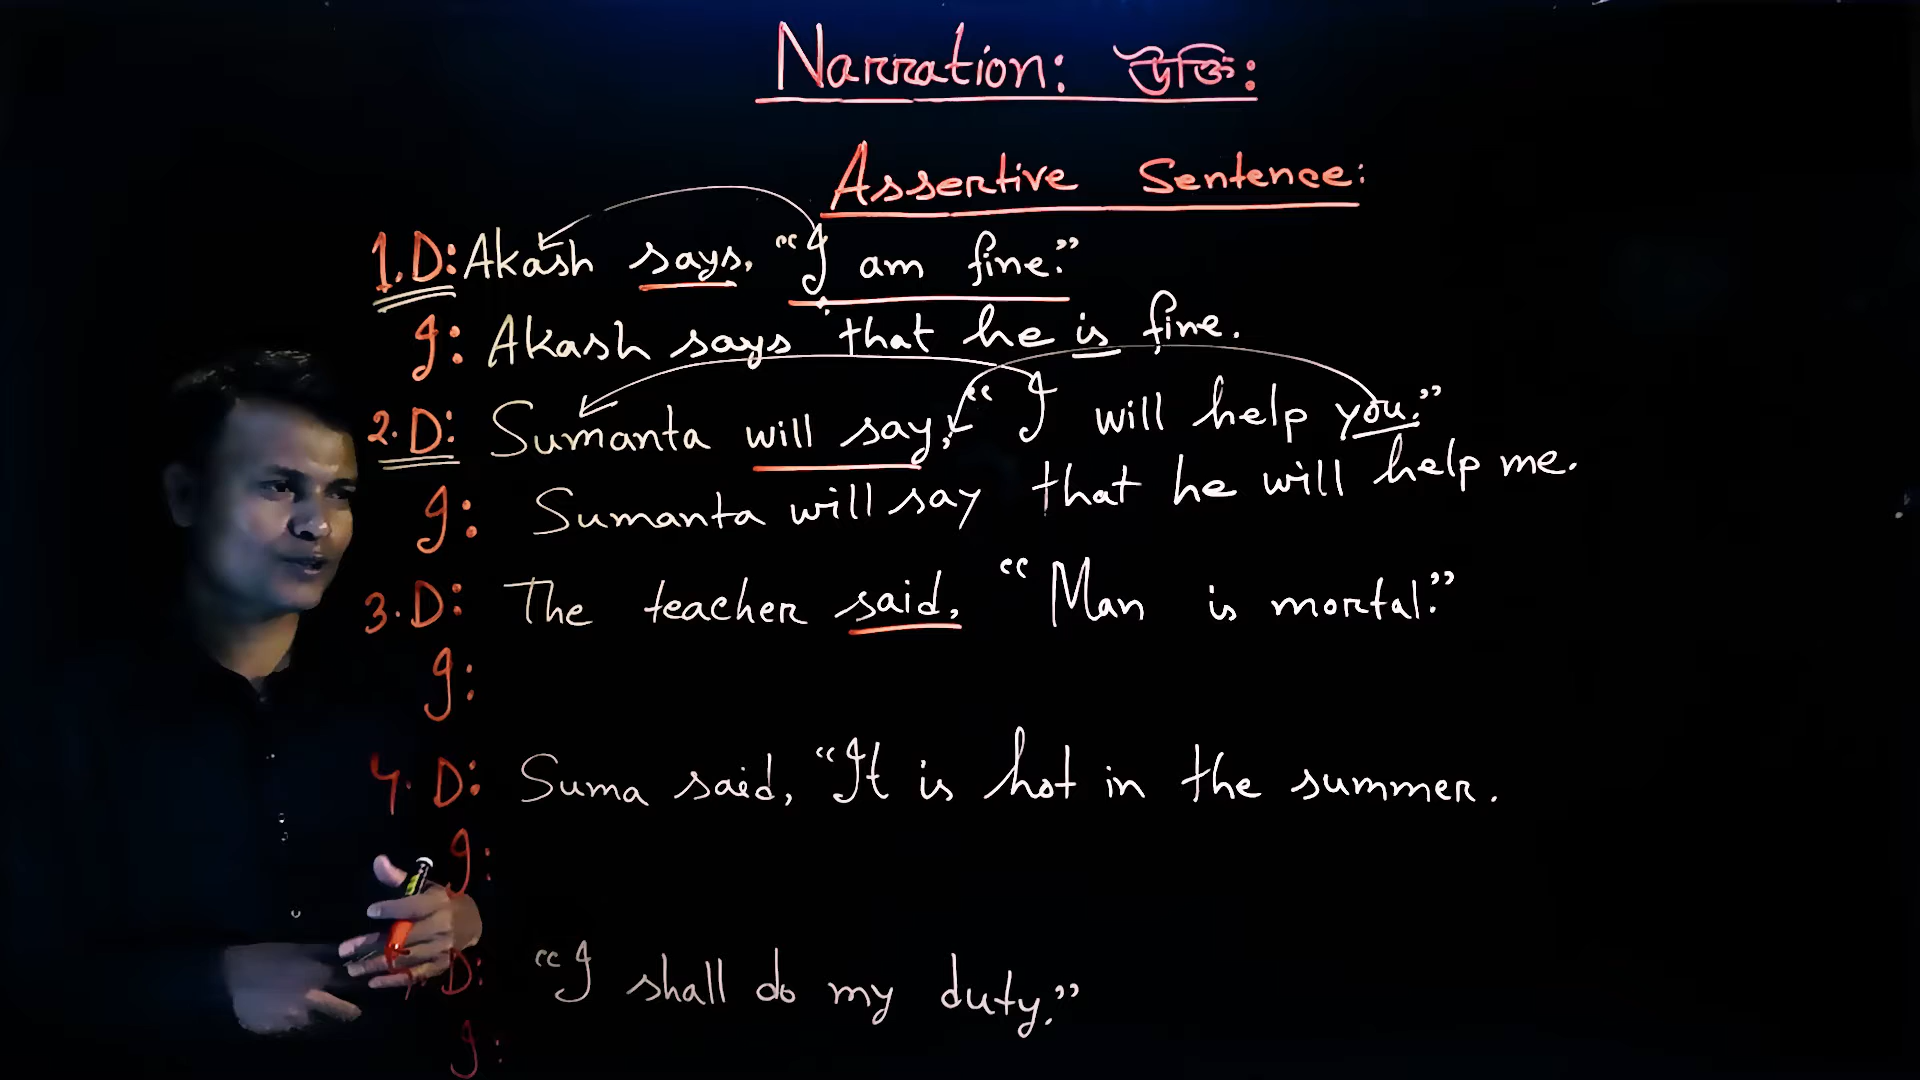 Narration: উক্তি:
Assertive Sentence:
1.D: Akash says, “I am fine.”
I: Akash says that he is fine.
2.D: Sumanta will say, “I will help you.”
I: Sumanta will say that he will help me.
3.D: The teacher said, “Man is mortal.”
I:
4.D: Suma said, “It is hot in the summer.
I:
D: “I shall do my duty.”
I: